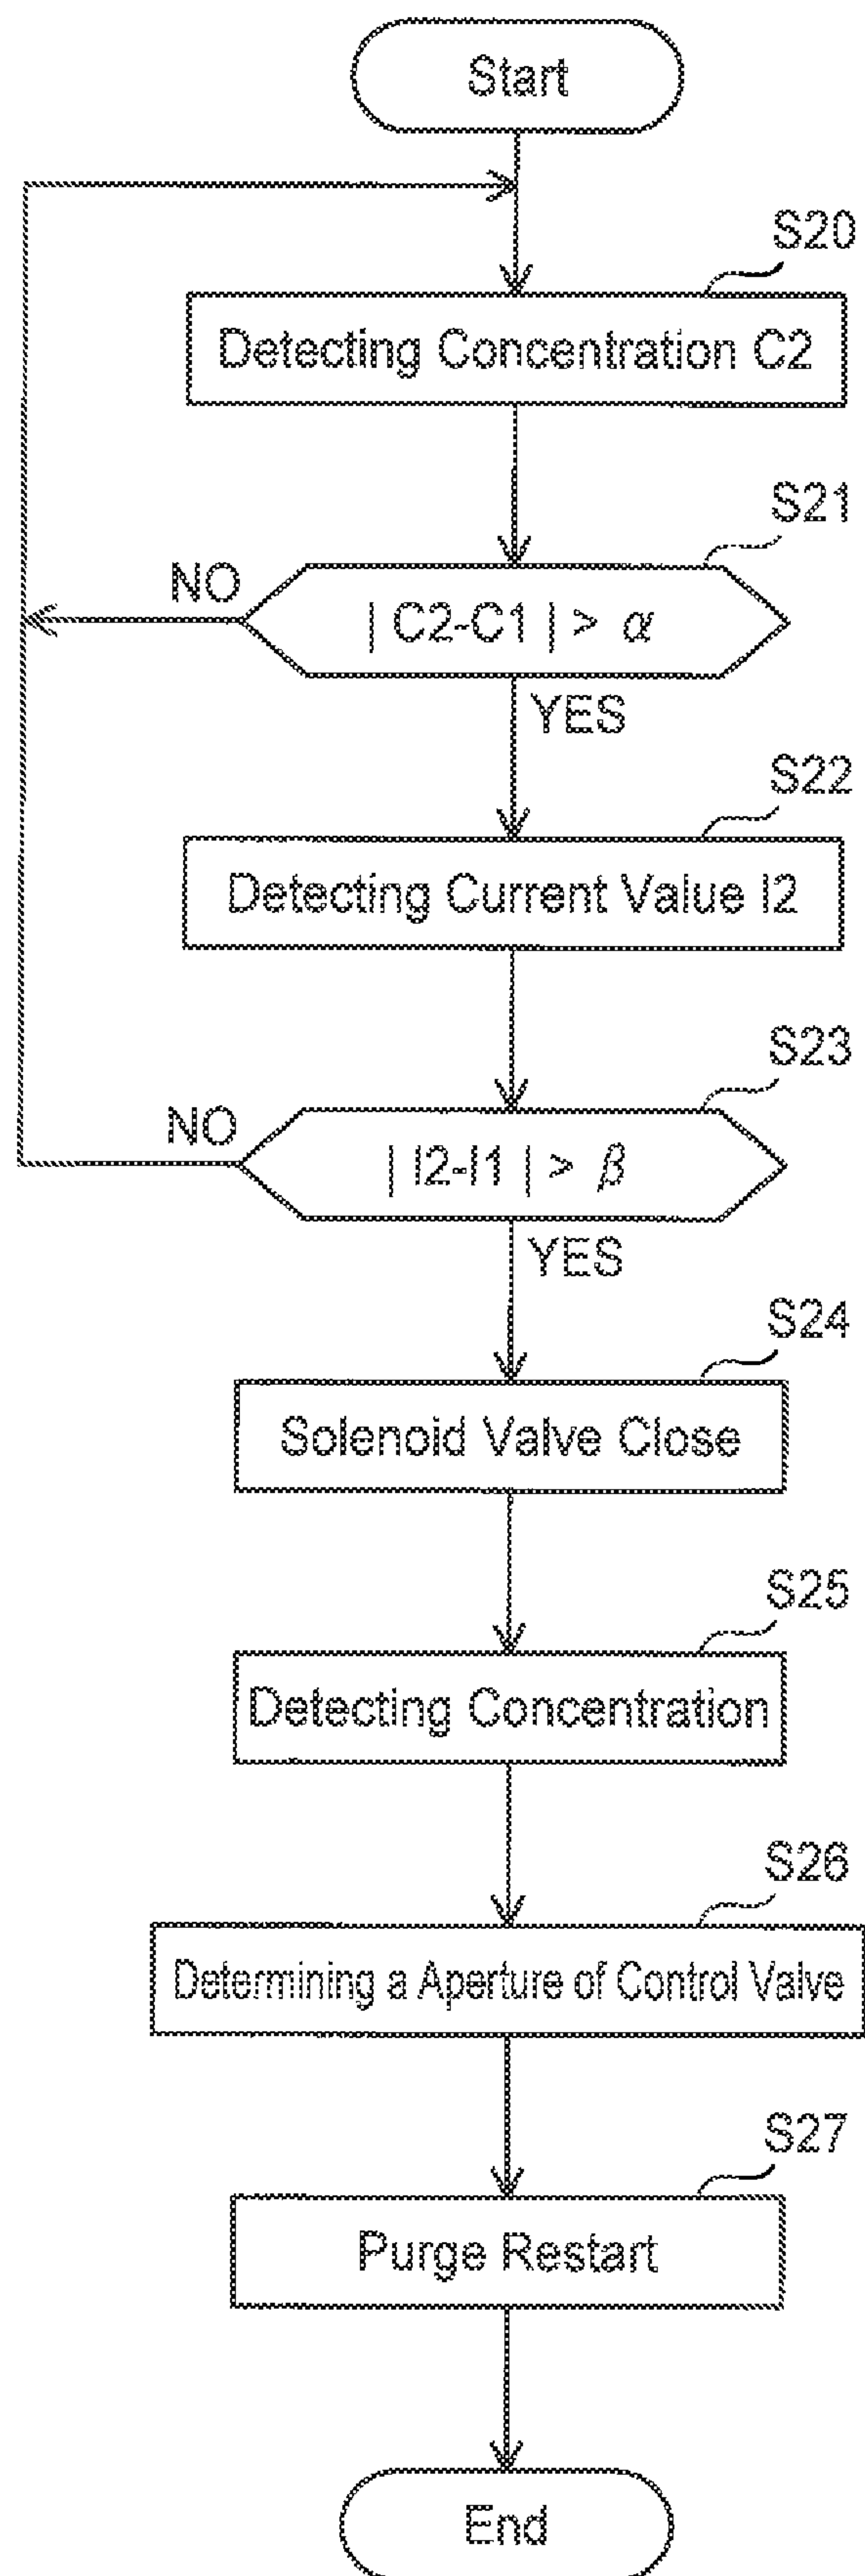 Start
S20
Detecting Concentration C2
S21
NO
| C2-C1 | > α
YES
S22
Detecting Current Value I2
S23
NO
| I2-I1 | > β
YES
S24
Solenoid Valve Close
S25
Detecting Concentration
S26
Determining a Aperture of Control Valve
S27
Purge Restart
End